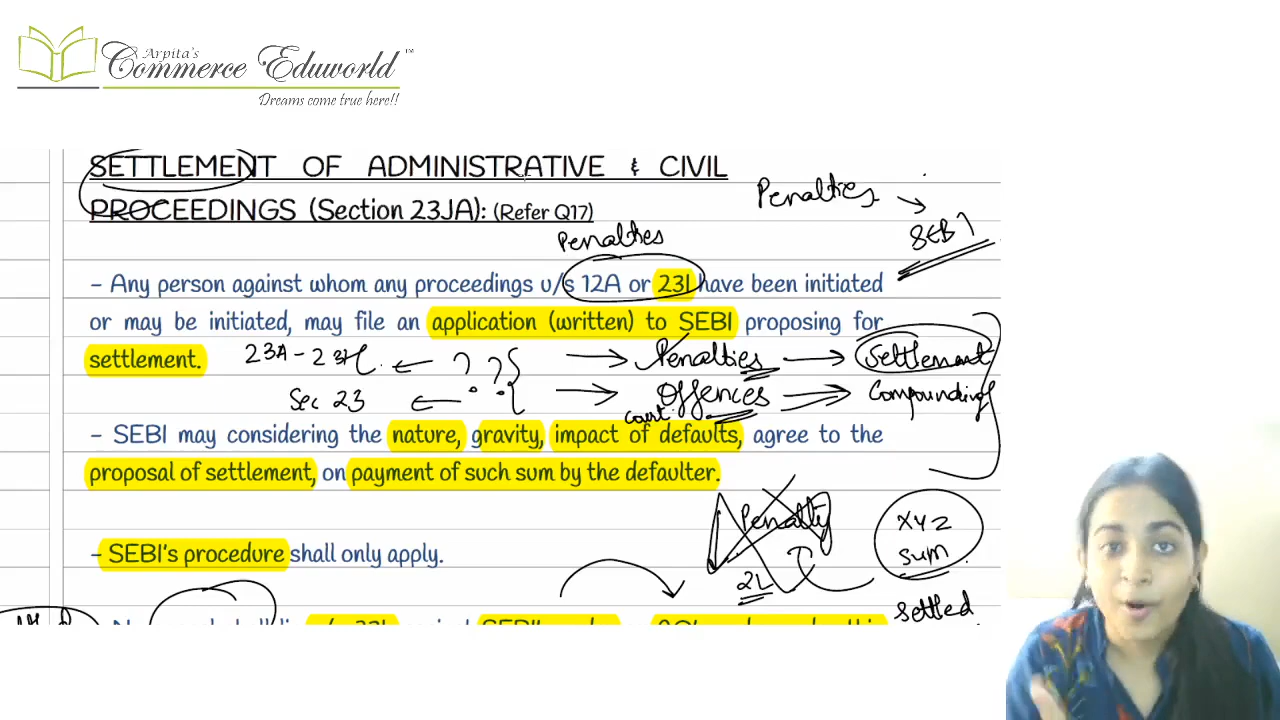 Arpita's
Commerce Eduworld™
Dreams come true here!!
SETTLEMENT OF ADMINISTRATIVE & CIVIL
PROCEEDINGS (Section 23JA): (Refer Q17)
Penalties → SEBI
Penalties
- Any person against whom any proceedings u/s 12A or 23I have been initiated
or may be initiated, may file an application (written) to SEBI proposing for
settlement.
23A - 23H ← ? ? { → Penalties → Settlement
Sec 23 ← → Offences → Compounding
court
- SEBI may considering the nature, gravity, impact of defaults, agree to the
proposal of settlement, on payment of such sum by the defaulter.
Penalty
2L
XYZ
sum
settled
- SEBI's procedure shall only apply.